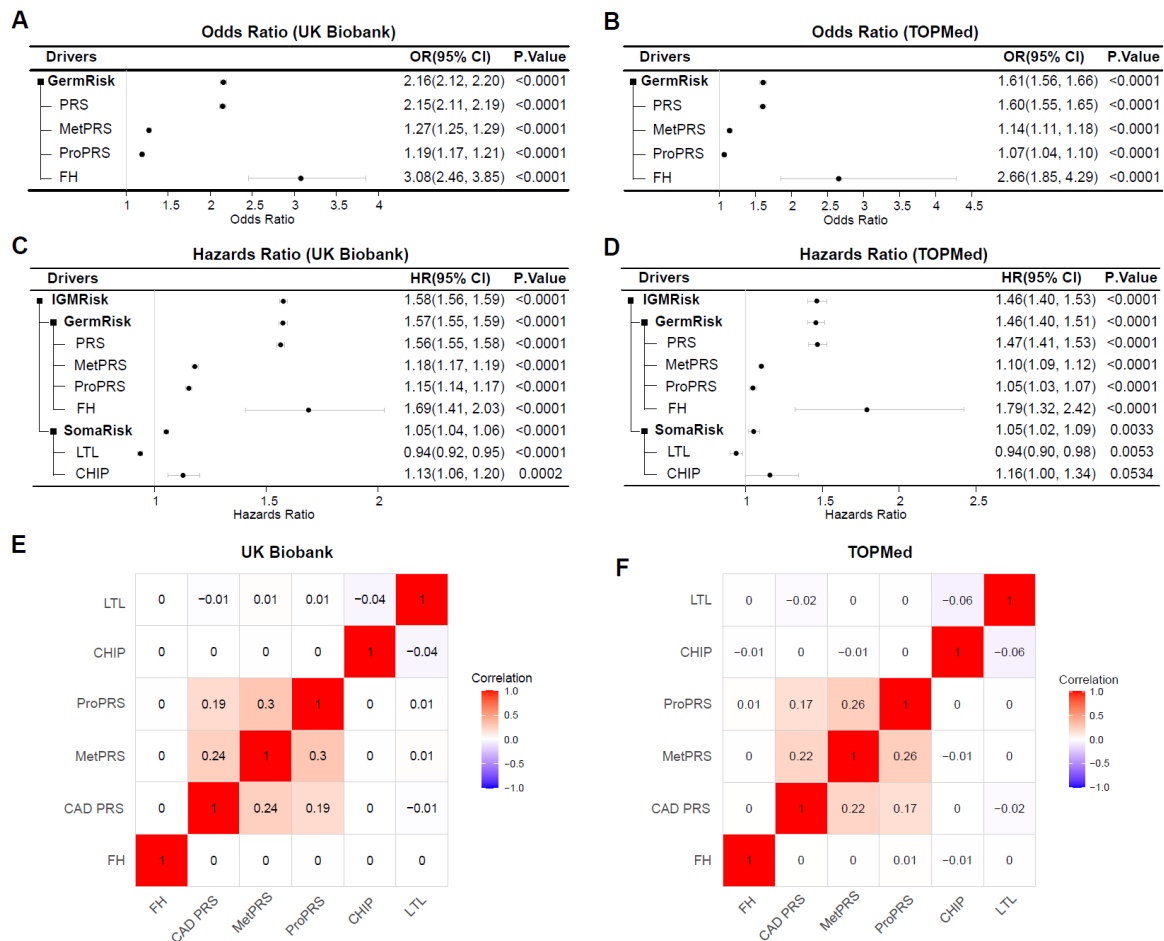 A
Odds Ratio (UK Biobank)
Drivers OR(95% CI) P.Value
GermRisk 2.16(2.12, 2.20) <0.0001
PRS 2.15(2.11, 2.19) <0.0001
MetPRS 1.27(1.25, 1.29) <0.0001
ProPRS 1.19(1.17, 1.21) <0.0001
FH 3.08(2.46, 3.85) <0.0001
1 1.5 2 2.5 3 3.5 4
Odds Ratio
B
Odds Ratio (TOPMed)
Drivers OR(95% CI) P.Value
GermRisk 1.61(1.56, 1.66) <0.0001
PRS 1.60(1.55, 1.65) <0.0001
MetPRS 1.14(1.11, 1.18) <0.0001
ProPRS 1.07(1.04, 1.10) <0.0001
FH 2.66(1.85, 4.29) <0.0001
1 1.5 2 2.5 3 3.5 4 4.5
Odds Ratio
C
Hazards Ratio (UK Biobank)
Drivers HR(95% CI) P.Value
IGMRisk 1.58(1.56, 1.59) <0.0001
GermRisk 1.57(1.55, 1.59) <0.0001
PRS 1.56(1.55, 1.58) <0.0001
MetPRS 1.18(1.17, 1.19) <0.0001
ProPRS 1.15(1.14, 1.17) <0.0001
FH 1.69(1.41, 2.03) <0.0001
SomaRisk 1.05(1.04, 1.06) <0.0001
LTL 0.94(0.92, 0.95) <0.0001
CHIP 1.13(1.06, 1.20) 0.0002
1 1.5 2
Hazards Ratio
D
Hazards Ratio (TOPMed)
Drivers HR(95% CI) P.Value
IGMRisk 1.46(1.40, 1.53) <0.0001
GermRisk 1.46(1.40, 1.51) <0.0001
PRS 1.47(1.41, 1.53) <0.0001
MetPRS 1.10(1.09, 1.12) <0.0001
ProPRS 1.05(1.03, 1.07) <0.0001
FH 1.79(1.32, 2.42) <0.0001
SomaRisk 1.05(1.02, 1.09) 0.0033
LTL 0.94(0.90, 0.98) 0.0053
CHIP 1.16(1.00, 1.34) 0.0534
1 1.5 2 2.5
Hazards Ratio
E
UK Biobank
LTL 0 −0.01 0.01 0.01 −0.04 1
CHIP 0 0 0 0 1 −0.04
ProPRS 0 0.19 0.3 1 0 0.01
MetPRS 0 0.24 1 0.3 0 0.01
CAD PRS 0 1 0.24 0.19 0 −0.01
FH 1 0 0 0 0 0
FH CAD PRS MetPRS ProPRS CHIP LTL
Correlation
1.0
0.5
0.0
−0.5
−1.0
F
TOPMed
LTL 0 −0.02 0 0 −0.06 1
CHIP −0.01 0 −0.01 0 1 −0.06
ProPRS 0.01 0.17 0.26 1 0 0
MetPRS 0 0.22 1 0.26 −0.01 0
CAD PRS 0 1 0.22 0.17 0 −0.02
FH 1 0 0 0.01 −0.01 0
FH CAD PRS MetPRS ProPRS CHIP LTL
Correlation
1.0
0.5
0.0
−0.5
−1.0